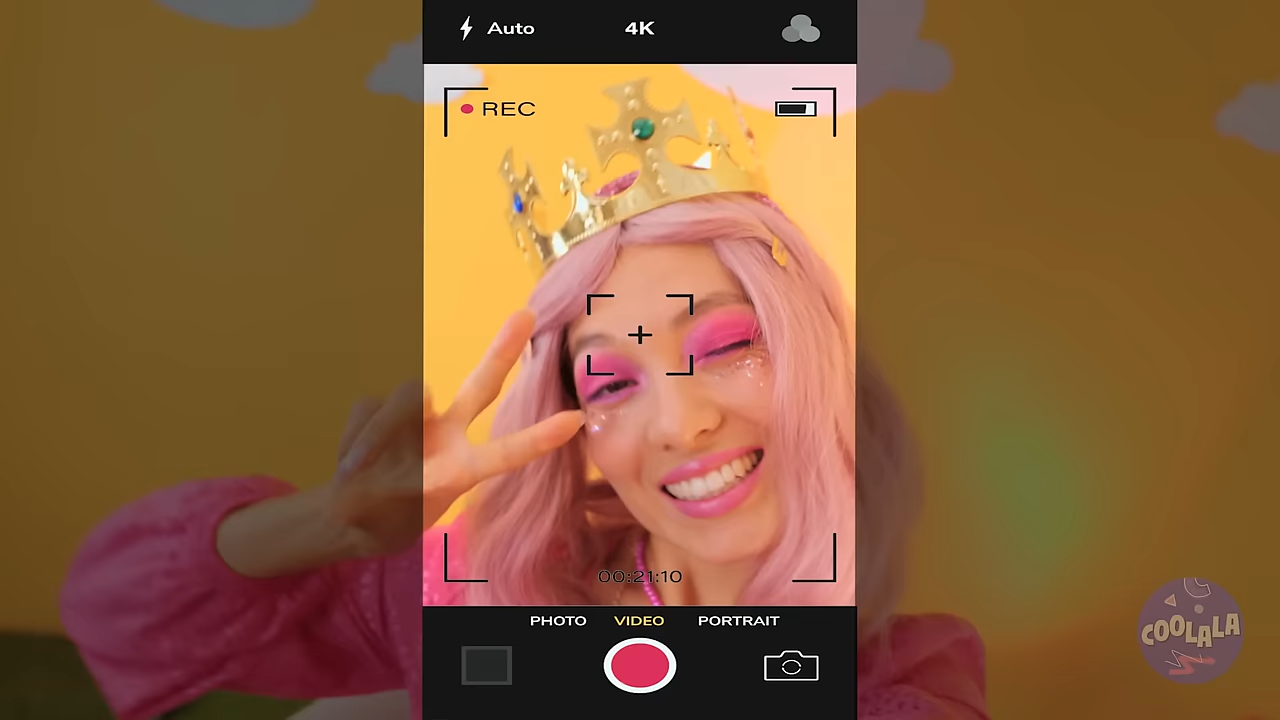 Auto
4K
REC
00:21:10
PHOTO
VIDEO
PORTRAIT
COOLALA